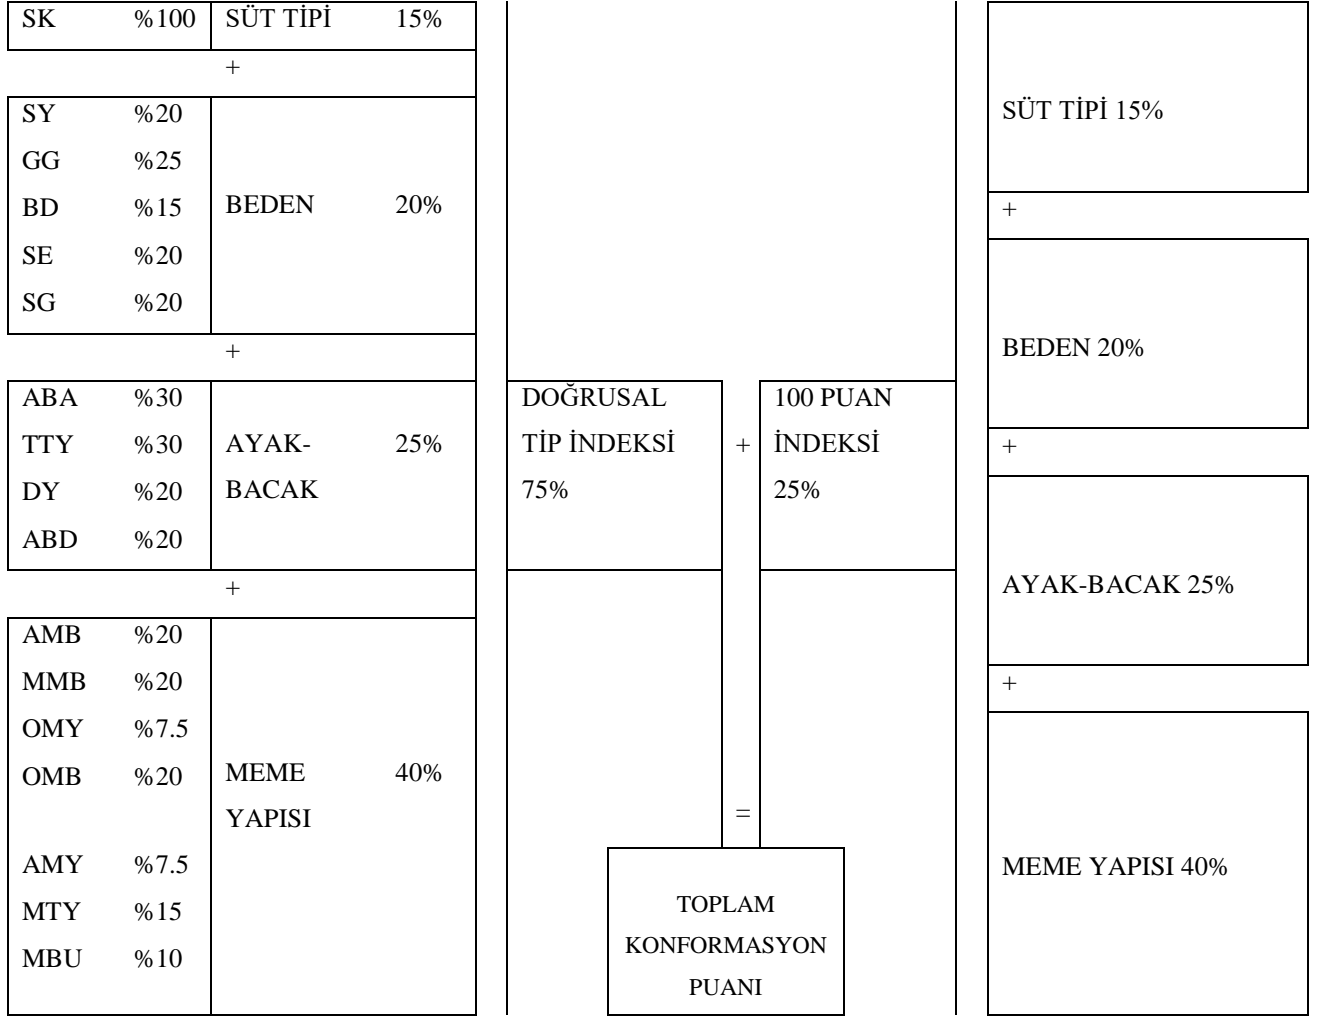 SK %100 SÜT TİPİ 15%
+
SY %20
GG %25
BD %15
SE %20
SG %20
BEDEN 20%
+
ABA %30
TTY %30
DY %20
ABD %20
AYAK- 25%
BACAK
+
AMB %20
MMB %20
OMY %7.5
OMB %20
AMY %7.5
MTY %15
MBU %10
MEME 40%
YAPISI
DOĞRUSAL
TİP İNDEKSİ
75%
+
100 PUAN
İNDEKSİ
25%
=
TOPLAM
KONFORMASYON
PUANI
SÜT TİPİ 15%
+
BEDEN 20%
+
AYAK-BACAK 25%
+
MEME YAPISI 40%